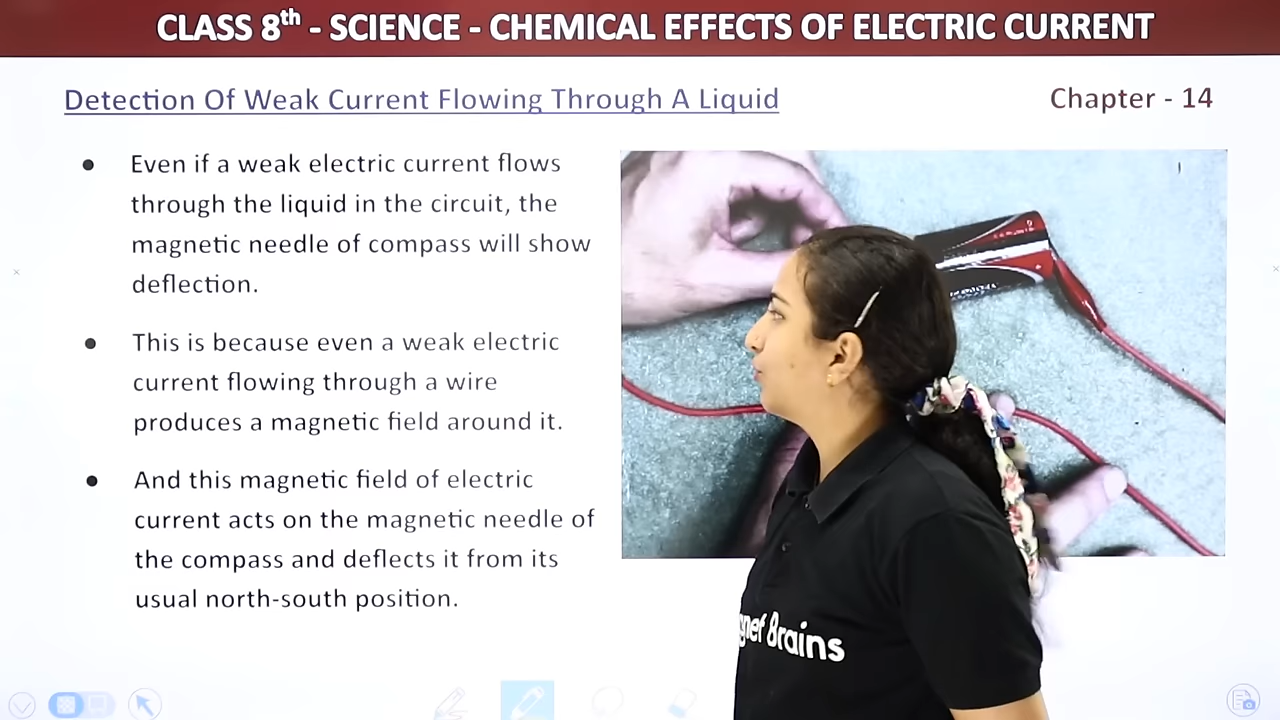 CLASS 8th - SCIENCE - CHEMICAL EFFECTS OF ELECTRIC CURRENT
Detection Of Weak Current Flowing Through A Liquid
Chapter - 14
• Even if a weak electric current flows
through the liquid in the circuit, the
magnetic needle of compass will show
deflection.
• This is because even a weak electric
current flowing through a wire
produces a magnetic field around it.
• And this magnetic field of electric
current acts on the magnetic needle of
the compass and deflects it from its
usual north-south position.
Brains